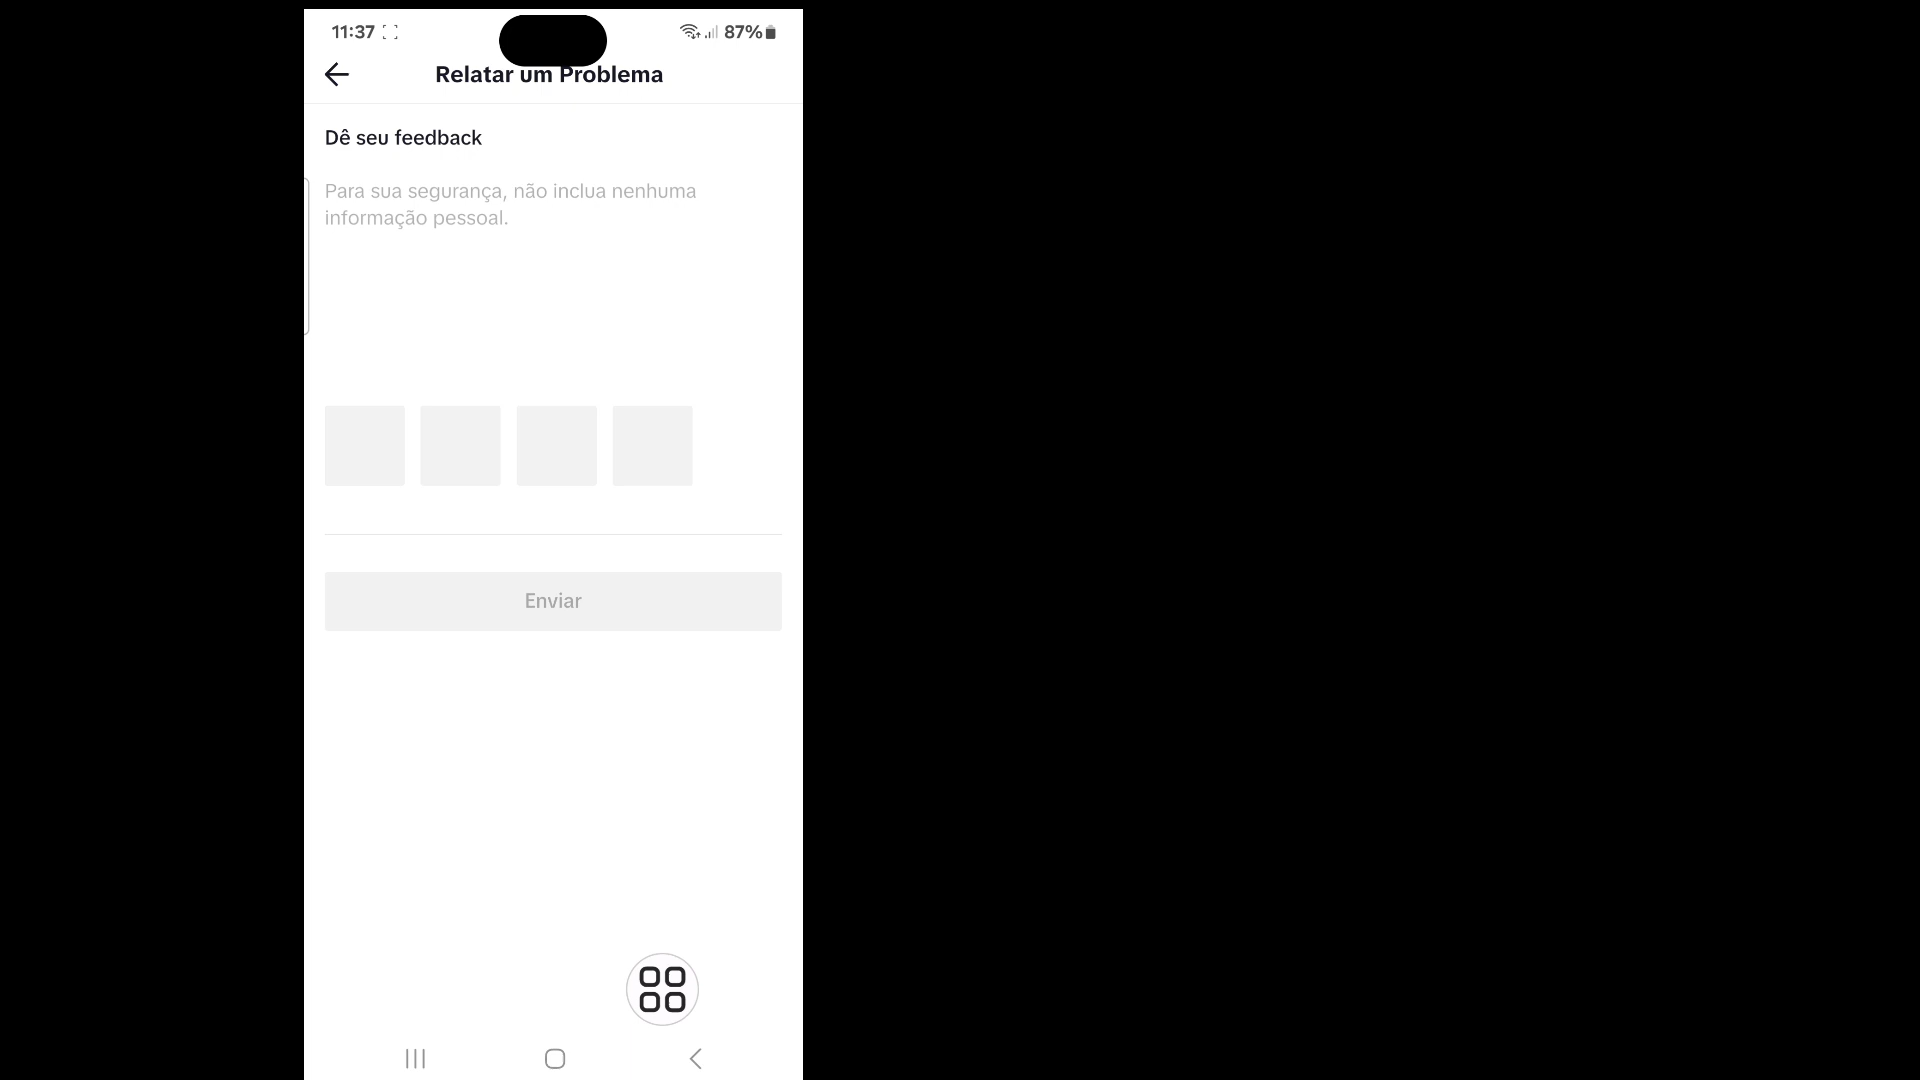 11:37
87%
Relatar um Problema
Dê seu feedback
Para sua segurança, não inclua nenhuma
informação pessoal.
Enviar